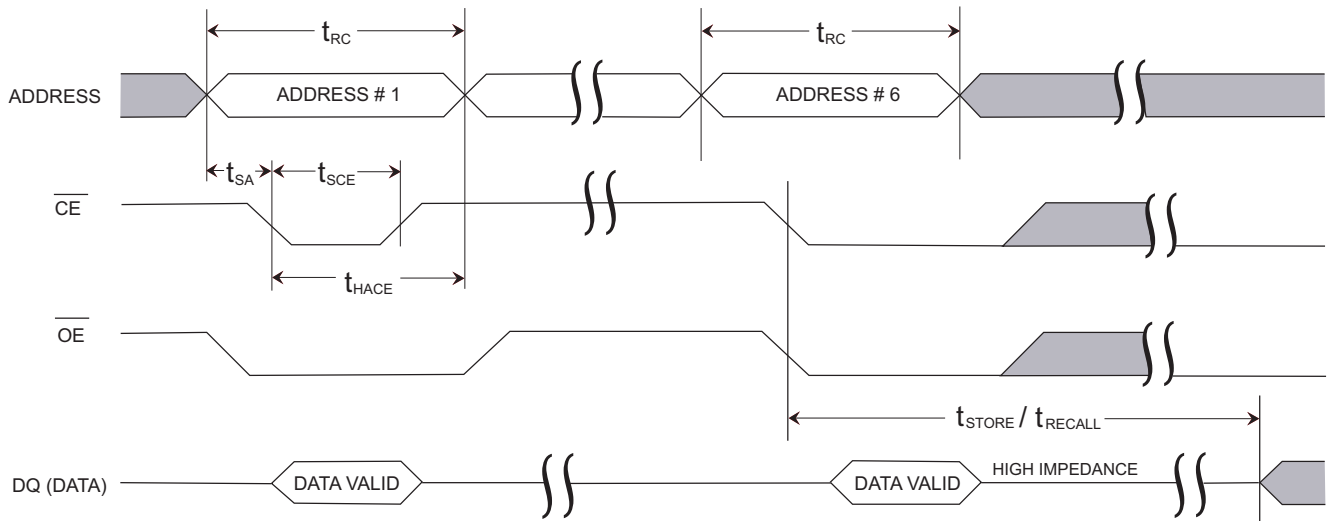 tRC tRC
ADDRESS ADDRESS # 1 ADDRESS # 6
tSA tSCE
CE
tHACE
OE
tSTORE / tRECALL
DQ (DATA) DATA VALID DATA VALID HIGH IMPEDANCE